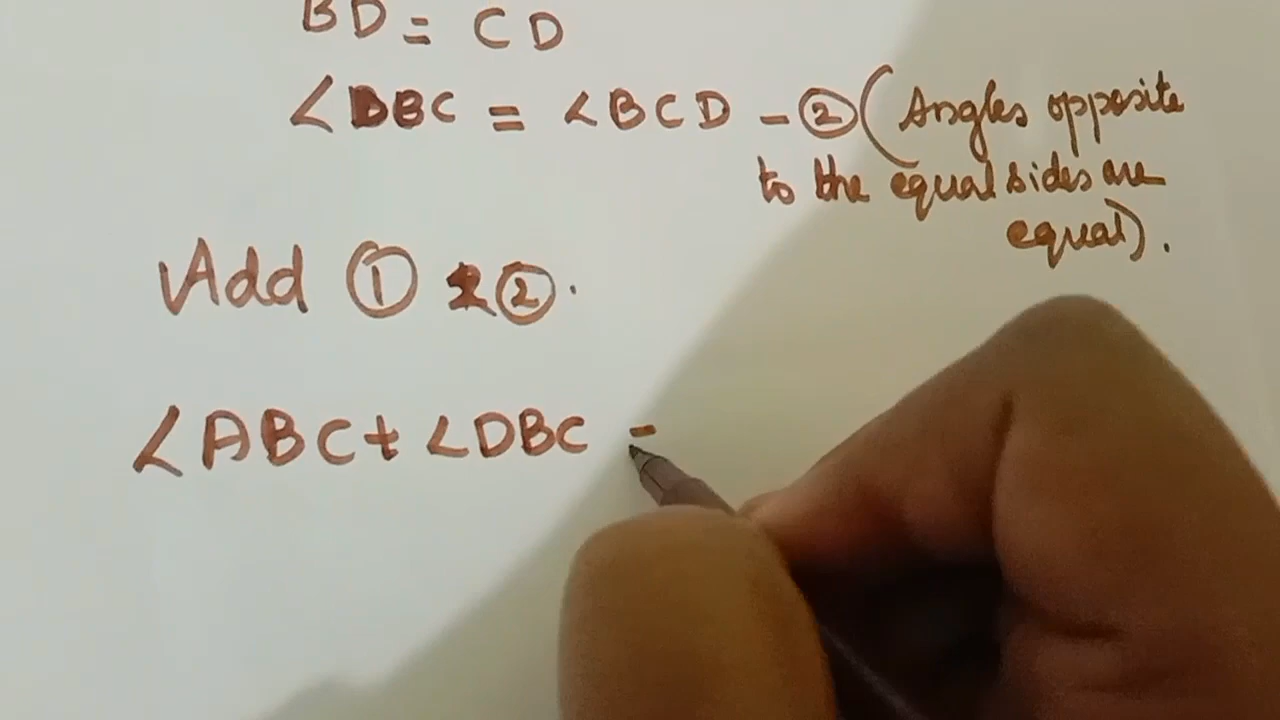 BD = CD
∠DBC = ∠BCD - ② (Angles opposite
to the equal sides are
equal).
Add ① & ②.
∠ABC + ∠DBC -